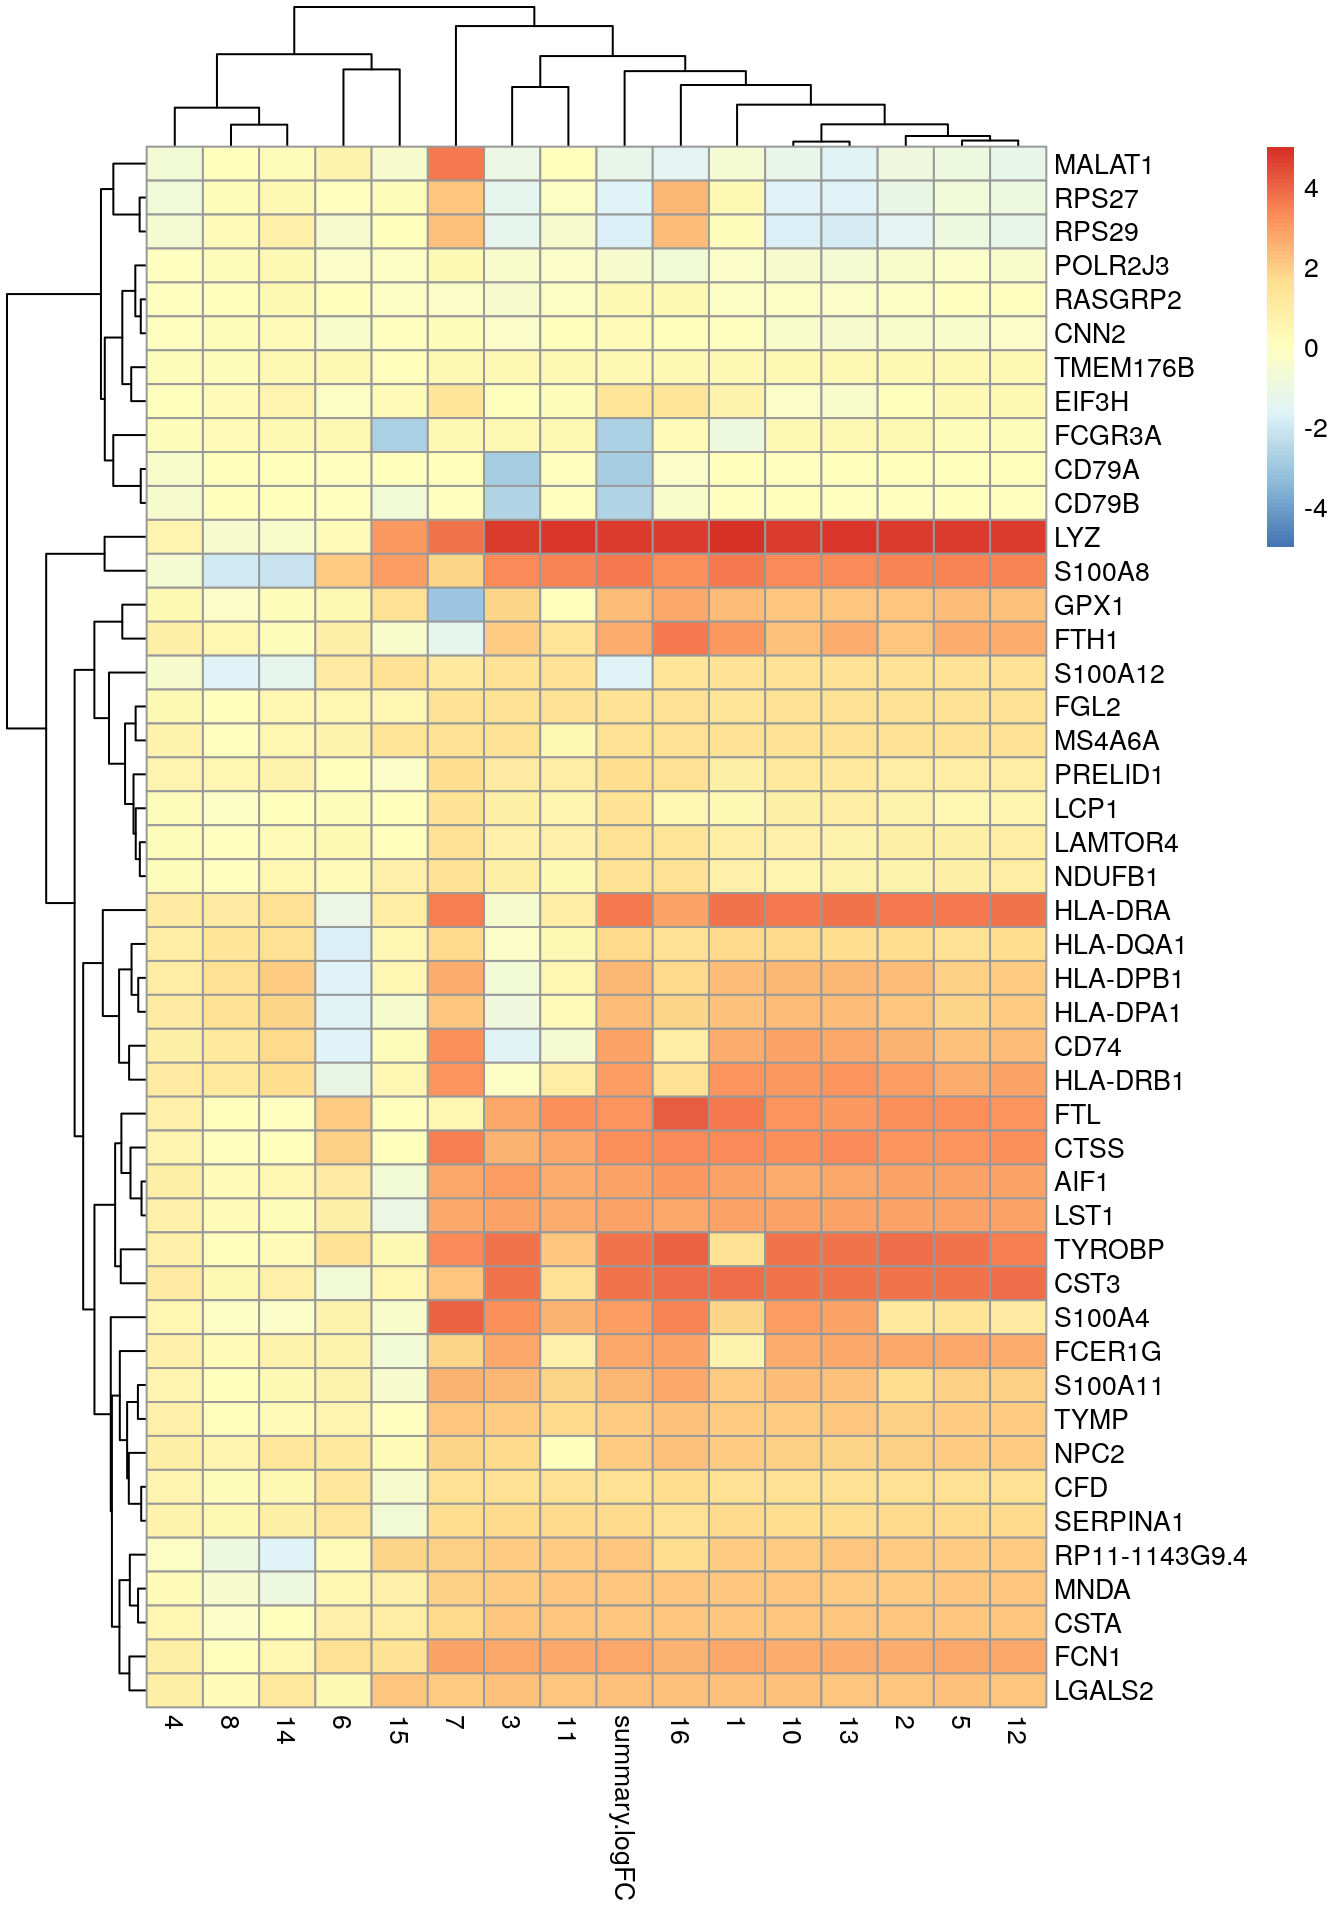 MALAT1
RPS27
RPS29
POLR2J3
RASGRP2
CNN2
TMEM176B
EIF3H
FCGR3A
CD79A
CD79B
LYZ
S100A8
GPX1
FTH1
S100A12
FGL2
MS4A6A
PRELID1
LCP1
LAMTOR4
NDUFB1
HLA-DRA
HLA-DQA1
HLA-DPB1
HLA-DPA1
CD74
HLA-DRB1
FTL
CTSS
AIF1
LST1
TYROBP
CST3
S100A4
FCER1G
S100A11
TYMP
NPC2
CFD
SERPINA1
RP11-1143G9.4
MNDA
CSTA
FCN1
LGALS2
4
8
14
6
15
7
3
11
summary.logFC
16
1
10
13
2
5
12
4
2
0
-2
-4